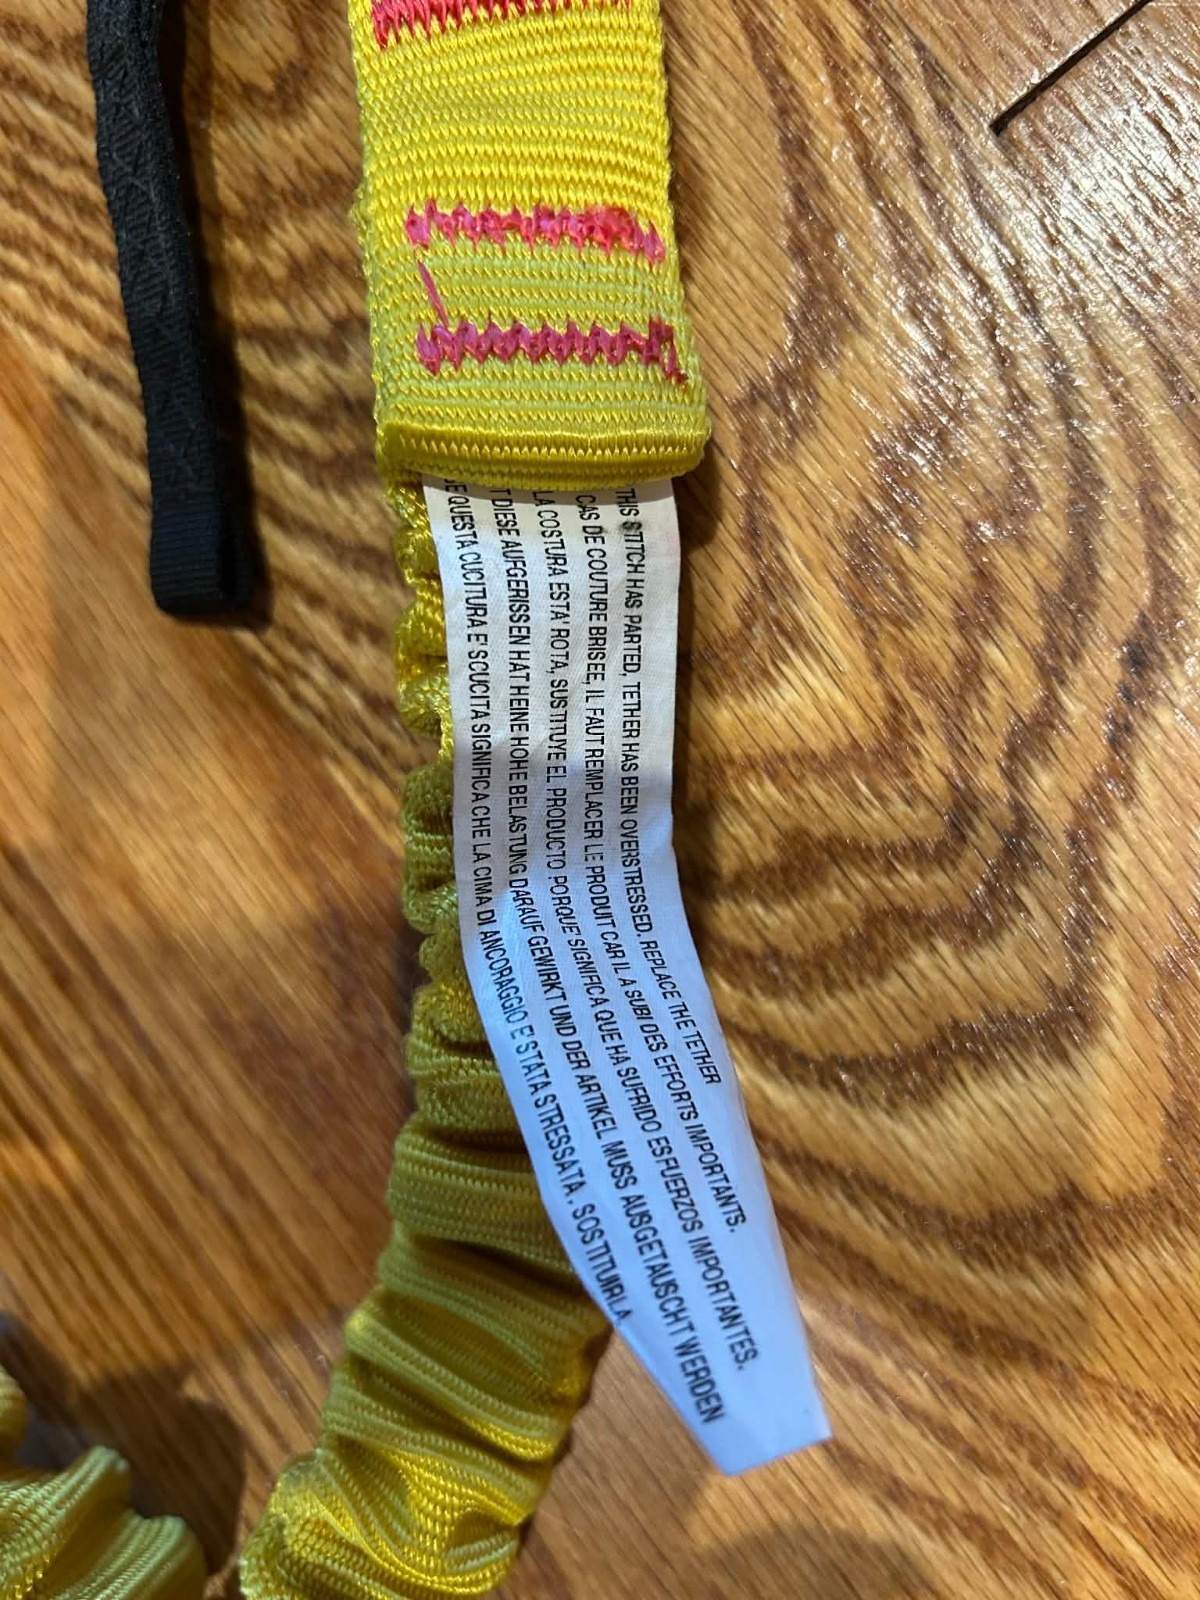 THIS STITCH HAS PARTED, TETHER HAS BEEN OVERSTRESSED. REPLACE THE TETHER
CAS DE COUTURE BRISEE, IL FAUT REMPLACER LE PRODUIT CAR IL A SUBI DES EFFORTS IMPORTANTS.
LA COSTURA ESTA' ROTA, SUSTITUYE EL PRODUCTO PORQUE SIGNIFICA QUE HA SUFRIDO ESFUERZOS IMPORTANTES.
T DIESE AUFGERISSEN HAT HEINE HOHE BELASTUNG DARAUF GEWIRKT UND DER ARTIKEL MUSS AUSGETAUSCHT WERDEN
SE QUESTA CUCITURA E' SCUCITA SIGNIFICA CHE LA CIMA DI ANCORAGGIO E' STATA STRESSATA, SOSTITUIRLA.